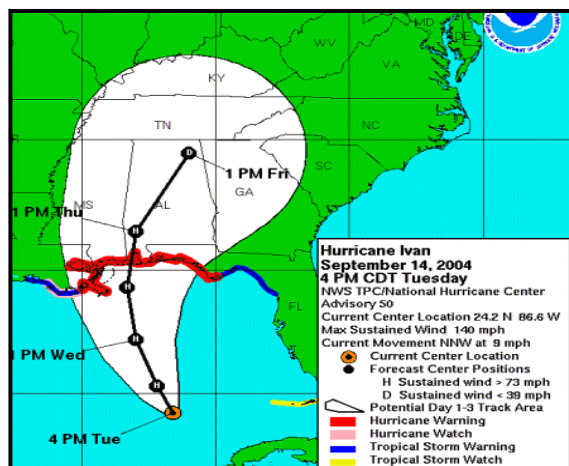 MD
WV
DE
KY
VA
TN
NC
1 PM Fri
SC
MS
AL
GA
1 PM Thu
Hurricane Ivan
September 14, 2004
4 PM CDT Tuesday
NWS TPC/National Hurricane Center
Advisory 50
Current Center Location 24.2 N 86.6 W
Max Sustained Wind 140 mph
Current Movement NNW at 9 mph
Current Center Location
Forecast Center Positions
H Sustained wind > 73 mph
D Sustained wind < 39 mph
Potential Day 1-3 Track Area
Hurricane Warning
Hurricane Watch
Tropical Storm Warning
Tropical Storm Watch
FL
PM Wed
4 PM Tue
D
H
H
H
H